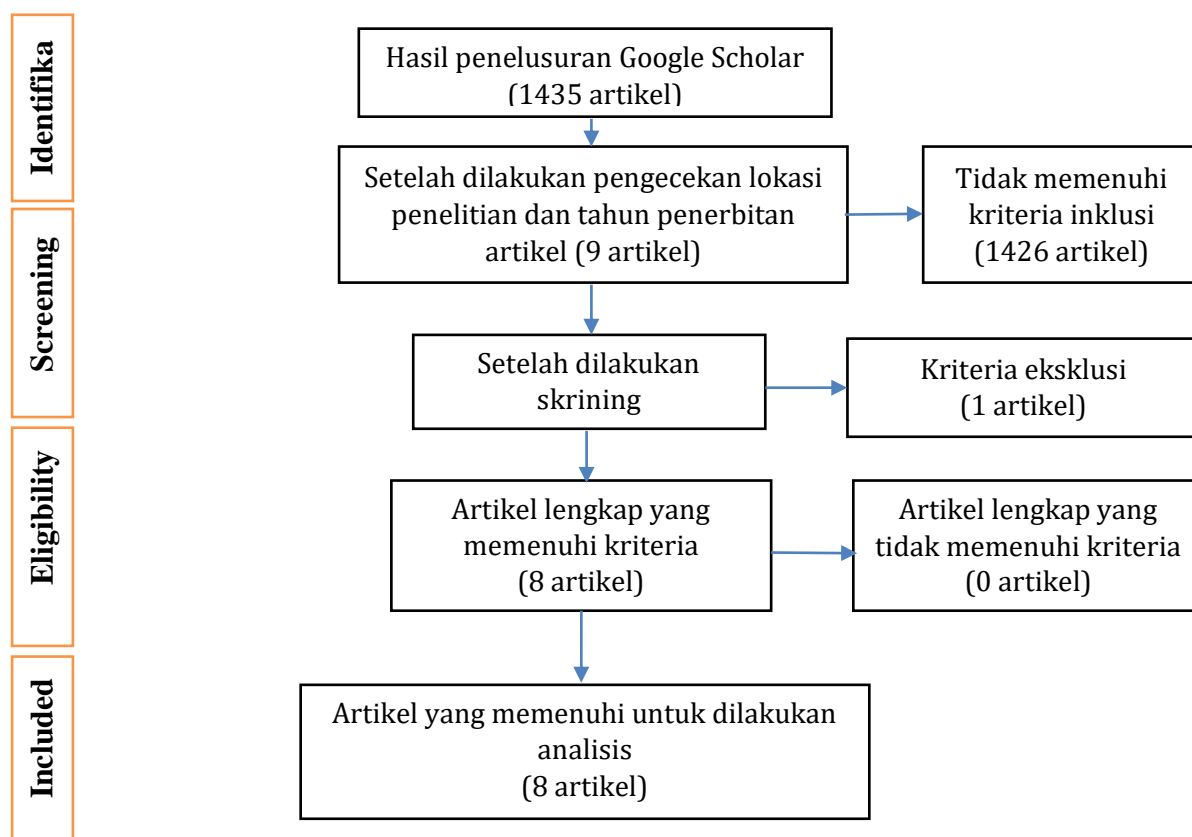 Identifika
Hasil penelusuran Google Scholar
(1435 artikel)
Setelah dilakukan pengecekan lokasi
penelitian dan tahun penerbitan
artikel (9 artikel)
Tidak memenuhi
kriteria inklusi
(1426 artikel)
Screening
Setelah dilakukan
skrining
Kriteria eksklusi
(1 artikel)
Eligibility
Artikel lengkap yang
memenuhi kriteria
(8 artikel)
Artikel lengkap yang
tidak memenuhi kriteria
(0 artikel)
Included
Artikel yang memenuhi untuk dilakukan
analisis
(8 artikel)